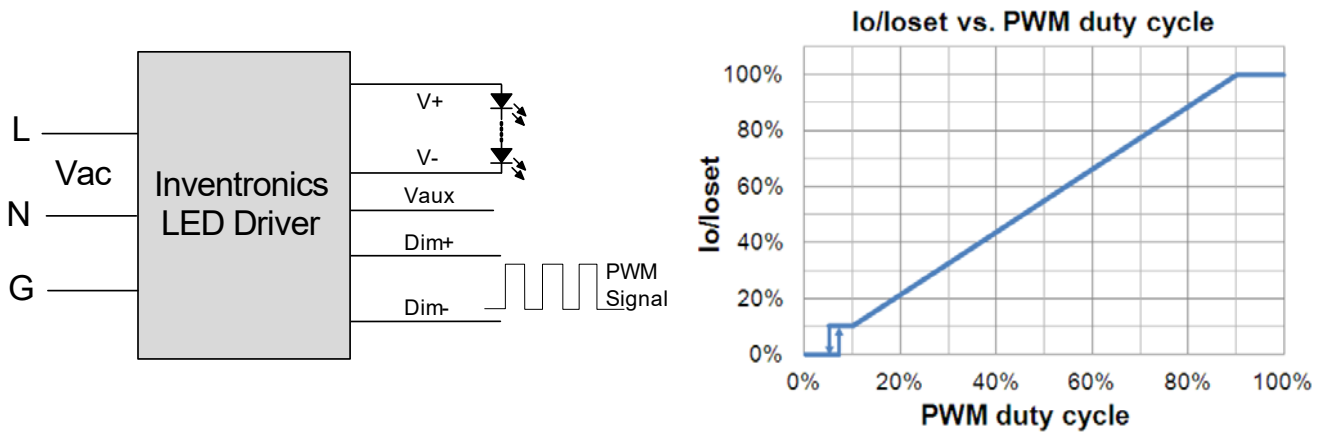 L
Vac
N
G
Inventronics
LED Driver
V+
V-
Vaux
Dim+
Dim-
PWM
Signal
Io/Ioset vs. PWM duty cycle
Io/Ioset
100%
80%
60%
40%
20%
0%
0% 20% 40% 60% 80% 100%
PWM duty cycle